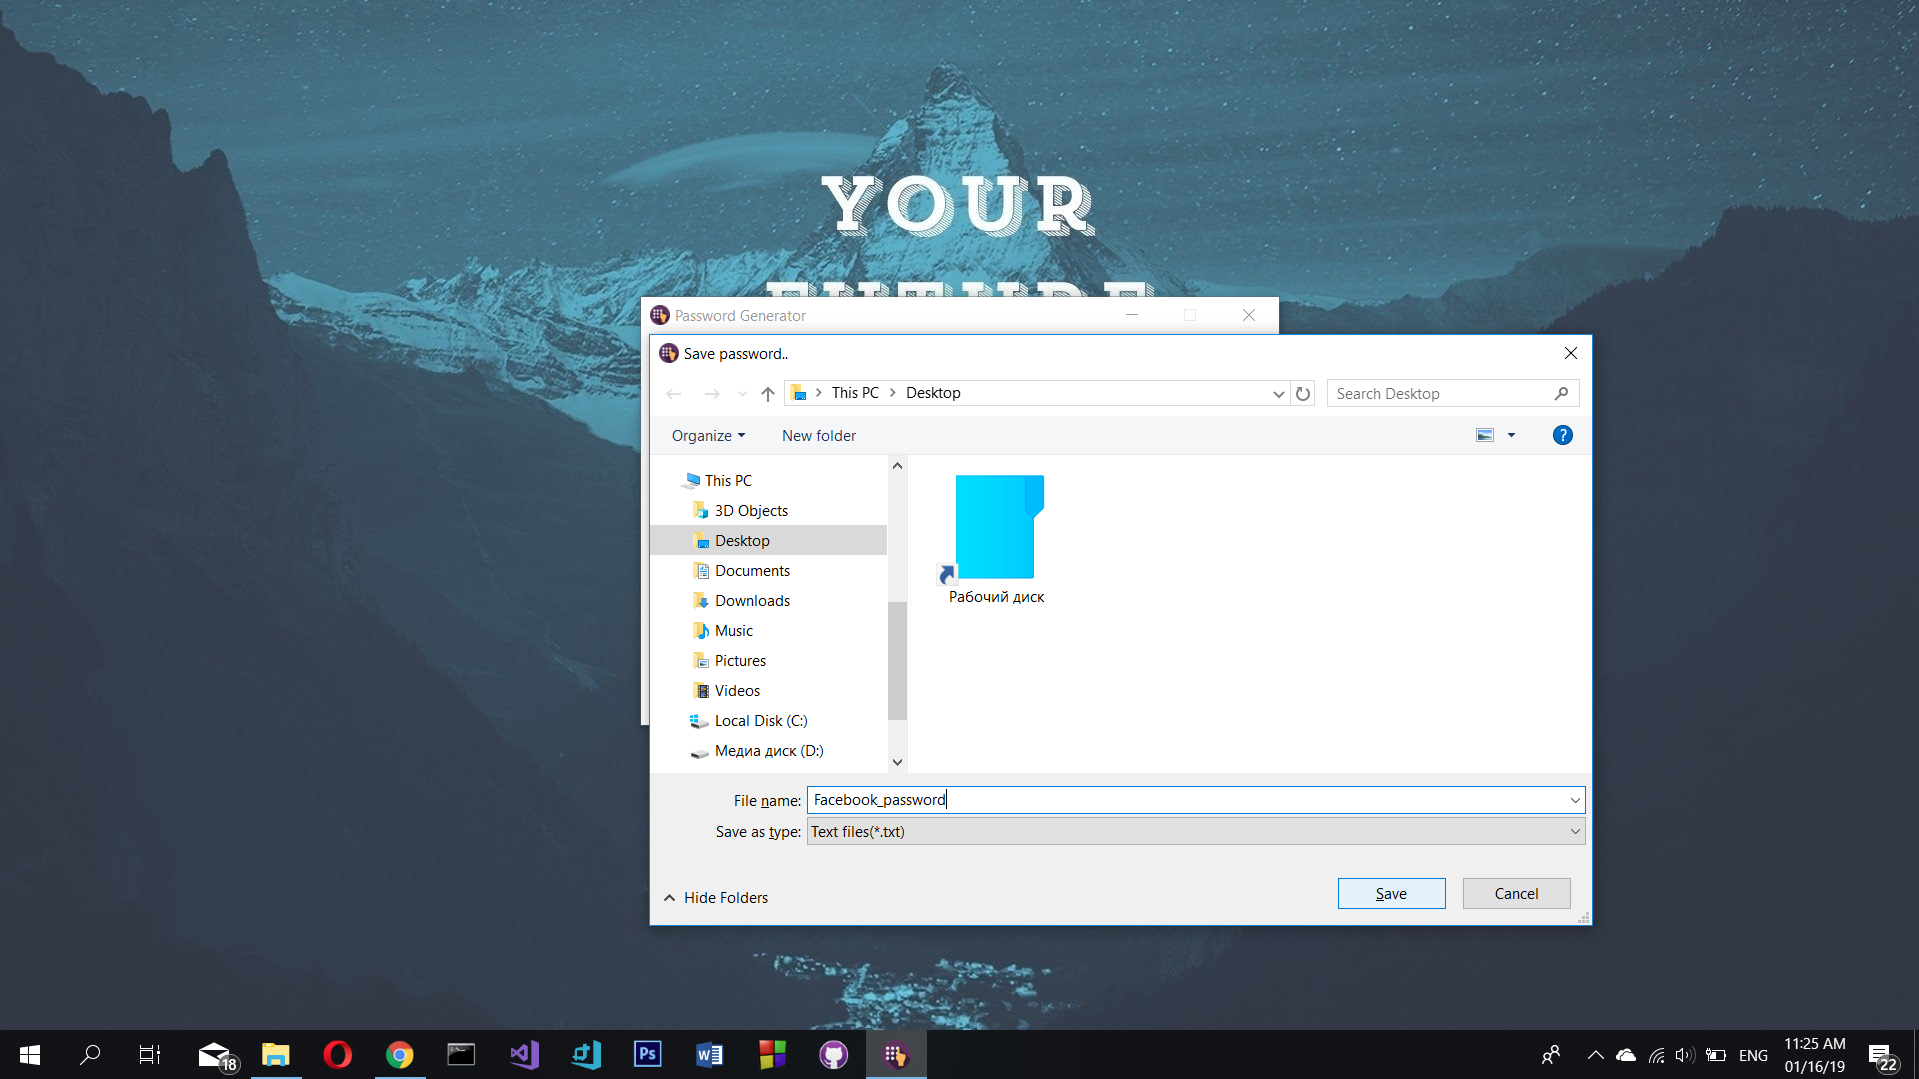 YOUR
FUTURE
Password Generator
Save password..
This PC
Desktop
Search Desktop
Organize
New folder
?
This PC
3D Objects
Desktop
Documents
Downloads
Music
Pictures
Videos
Local Disk (C:)
Медиа диск (D:)
Рабочий диск
File name:
Facebook_password
Save as type:
Text files(*.txt)
Hide Folders
Save
Cancel
18
Ps
ENG
11:25 AM
01/16/19
22